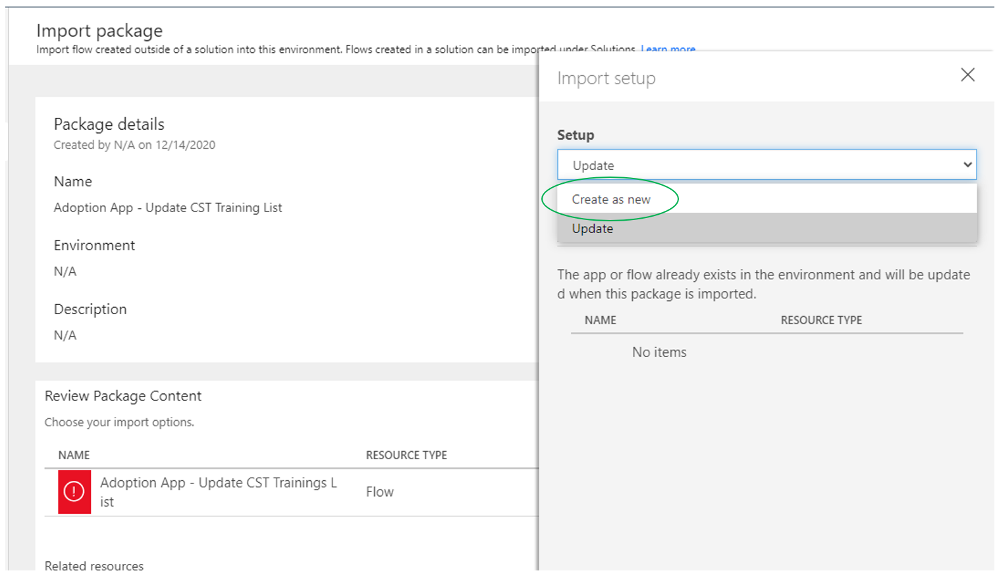 Import package
Import flow created outside of a solution into this environment. Flows created in a solution can be imported under Solutions. Learn more
Package details
Created by N/A on 12/14/2020
Name
Adoption App - Update CST Training List
Environment
N/A
Description
N/A
Review Package Content
Choose your import options.
NAME RESOURCE TYPE
Adoption App - Update CST Trainings L
ist
Flow
Related resources
Import setup
Setup
Update
Create as new
Update
The app or flow already exists in the environment and will be update
d when this package is imported.
NAME RESOURCE TYPE
No items